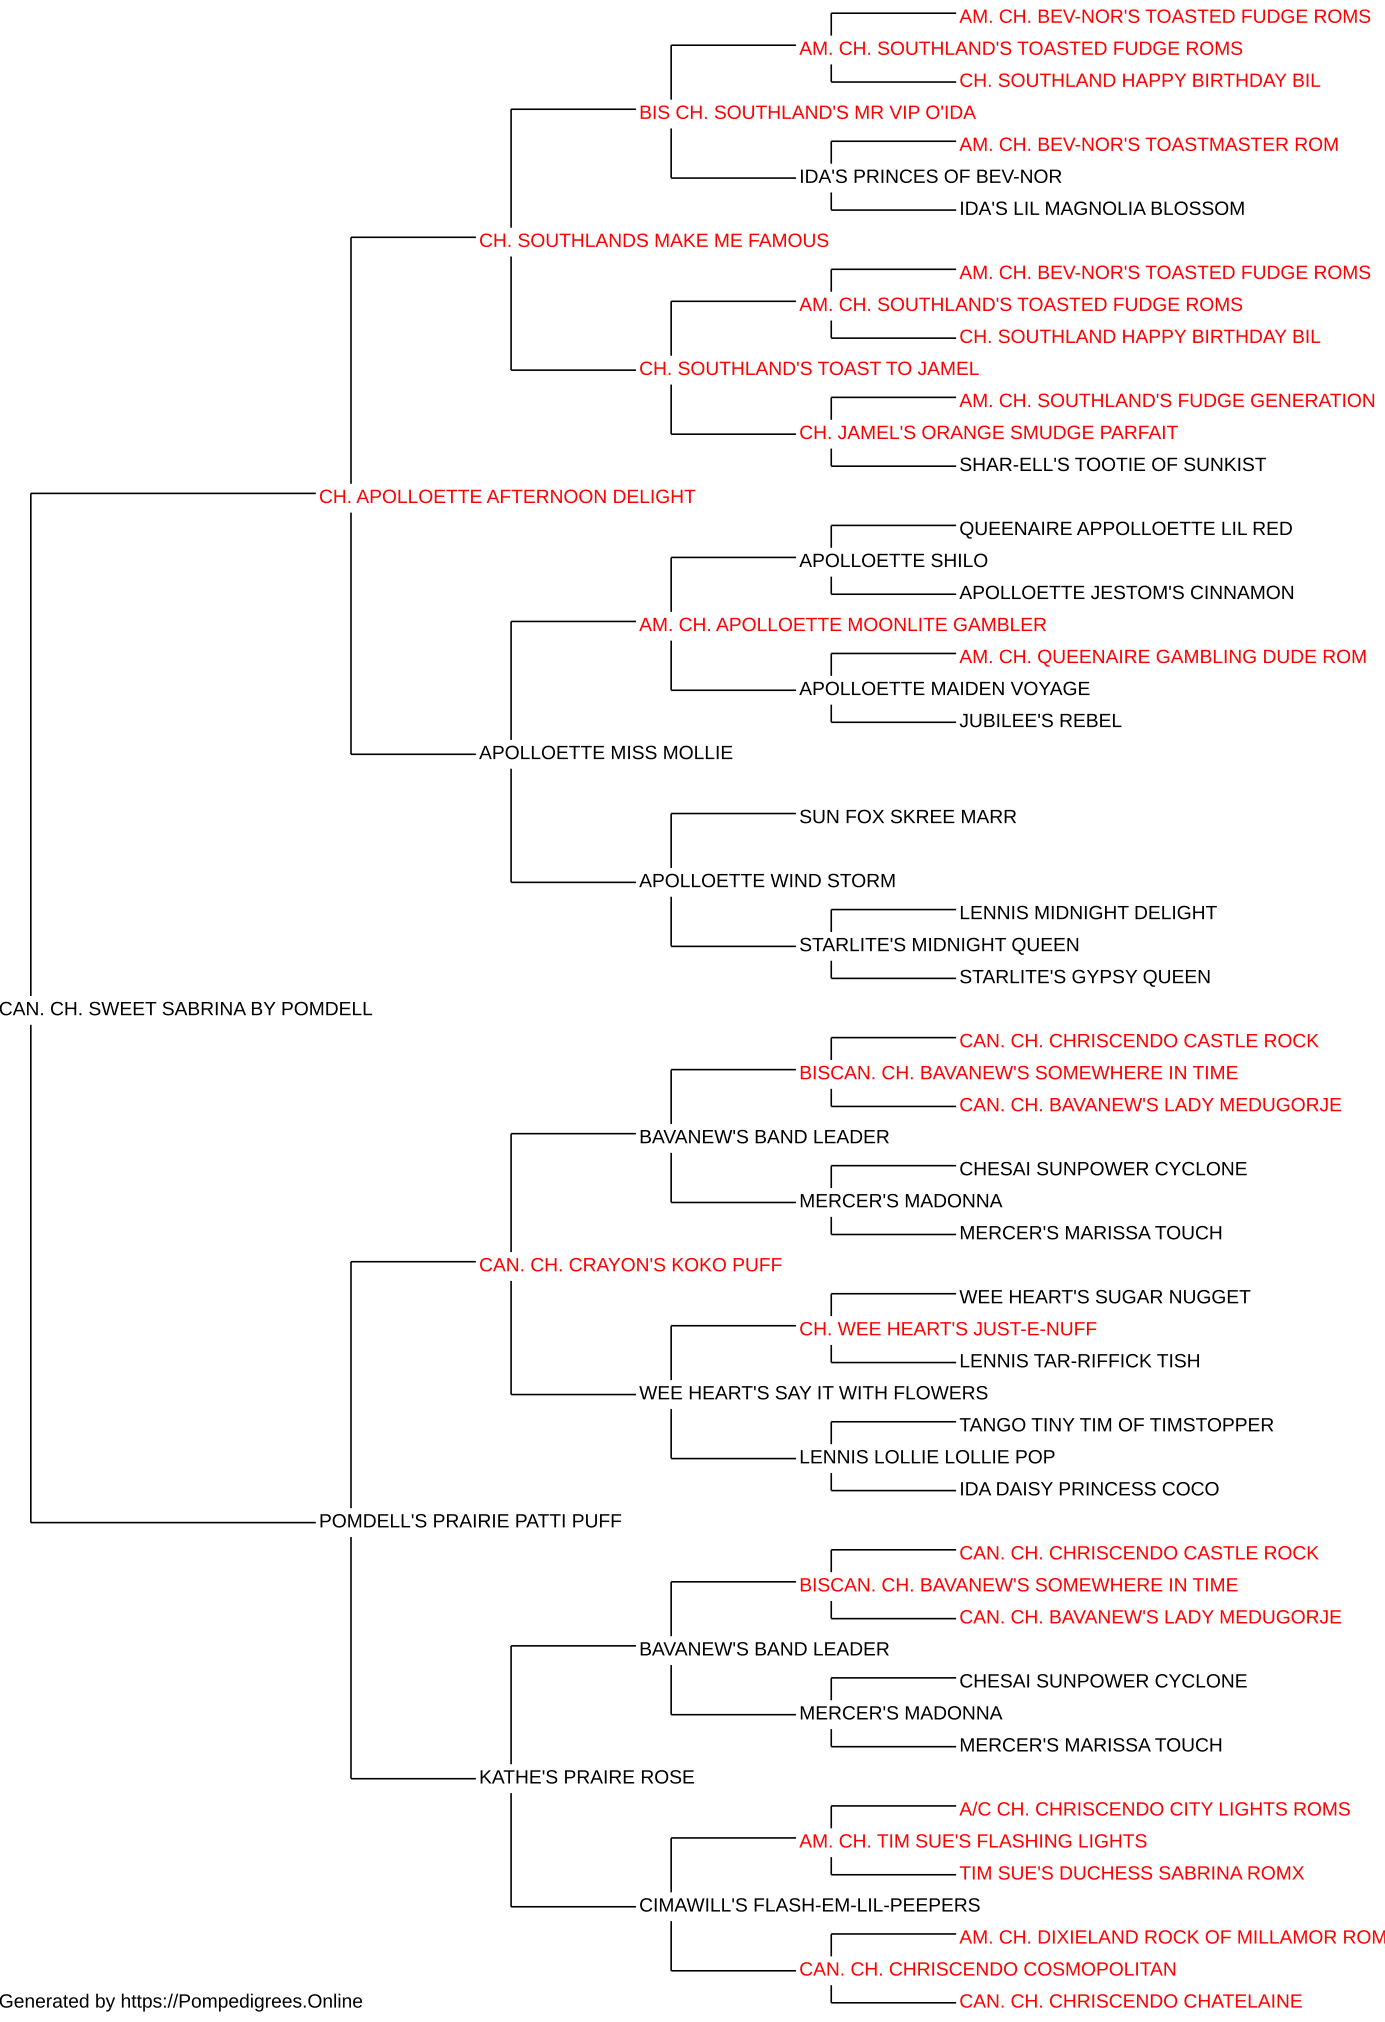 AM. CH. BEV-NOR'S TOASTED FUDGE ROMS
AM. CH. SOUTHLAND'S TOASTED FUDGE ROMS
CH. SOUTHLAND HAPPY BIRTHDAY BIL
BIS CH. SOUTHLAND'S MR VIP O'IDA
AM. CH. BEV-NOR'S TOASTMASTER ROM
IDA'S PRINCES OF BEV-NOR
IDA'S LIL MAGNOLIA BLOSSOM
CH. SOUTHLANDS MAKE ME FAMOUS
AM. CH. BEV-NOR'S TOASTED FUDGE ROMS
AM. CH. SOUTHLAND'S TOASTED FUDGE ROMS
CH. SOUTHLAND HAPPY BIRTHDAY BIL
CH. SOUTHLAND'S TOAST TO JAMEL
AM. CH. SOUTHLAND'S FUDGE GENERATION
CH. JAMEL'S ORANGE SMUDGE PARFAIT
SHAR-ELL'S TOOTIE OF SUNKIST
CH. APOLLOETTE AFTERNOON DELIGHT
QUEENAIRE APPOLLOETTE LIL RED
APOLLOETTE SHILO
APOLLOETTE JESTOM'S CINNAMON
AM. CH. APOLLOETTE MOONLITE GAMBLER
AM. CH. QUEENAIRE GAMBLING DUDE ROM
APOLLOETTE MAIDEN VOYAGE
JUBILEE'S REBEL
APOLLOETTE MISS MOLLIE
SUN FOX SKREE MARR
APOLLOETTE WIND STORM
LENNIS MIDNIGHT DELIGHT
STARLITE'S MIDNIGHT QUEEN
STARLITE'S GYPSY QUEEN
CAN. CH. SWEET SABRINA BY POMDELL
CAN. CH. CHRISCENDO CASTLE ROCK
BISCAN. CH. BAVANEW'S SOMEWHERE IN TIME
CAN. CH. BAVANEW'S LADY MEDUGORJE
BAVANEW'S BAND LEADER
CHESAI SUNPOWER CYCLONE
MERCER'S MADONNA
MERCER'S MARISSA TOUCH
CAN. CH. CRAYON'S KOKO PUFF
WEE HEART'S SUGAR NUGGET
CH. WEE HEART'S JUST-E-NUFF
LENNIS TAR-RIFFICK TISH
WEE HEART'S SAY IT WITH FLOWERS
TANGO TINY TIM OF TIMSTOPPER
LENNIS LOLLIE LOLLIE POP
IDA DAISY PRINCESS COCO
POMDELL'S PRAIRIE PATTI PUFF
CAN. CH. CHRISCENDO CASTLE ROCK
BISCAN. CH. BAVANEW'S SOMEWHERE IN TIME
CAN. CH. BAVANEW'S LADY MEDUGORJE
BAVANEW'S BAND LEADER
CHESAI SUNPOWER CYCLONE
MERCER'S MADONNA
MERCER'S MARISSA TOUCH
KATHE'S PRAIRE ROSE
A/C CH. CHRISCENDO CITY LIGHTS ROMS
AM. CH. TIM SUE'S FLASHING LIGHTS
TIM SUE'S DUCHESS SABRINA ROMX
CIMAWILL'S FLASH-EM-LIL-PEEPERS
AM. CH. DIXIELAND ROCK OF MILLAMOR ROM
CAN. CH. CHRISCENDO COSMOPOLITAN
CAN. CH. CHRISCENDO CHATELAINE
Generated by https://Pompedigrees.Online